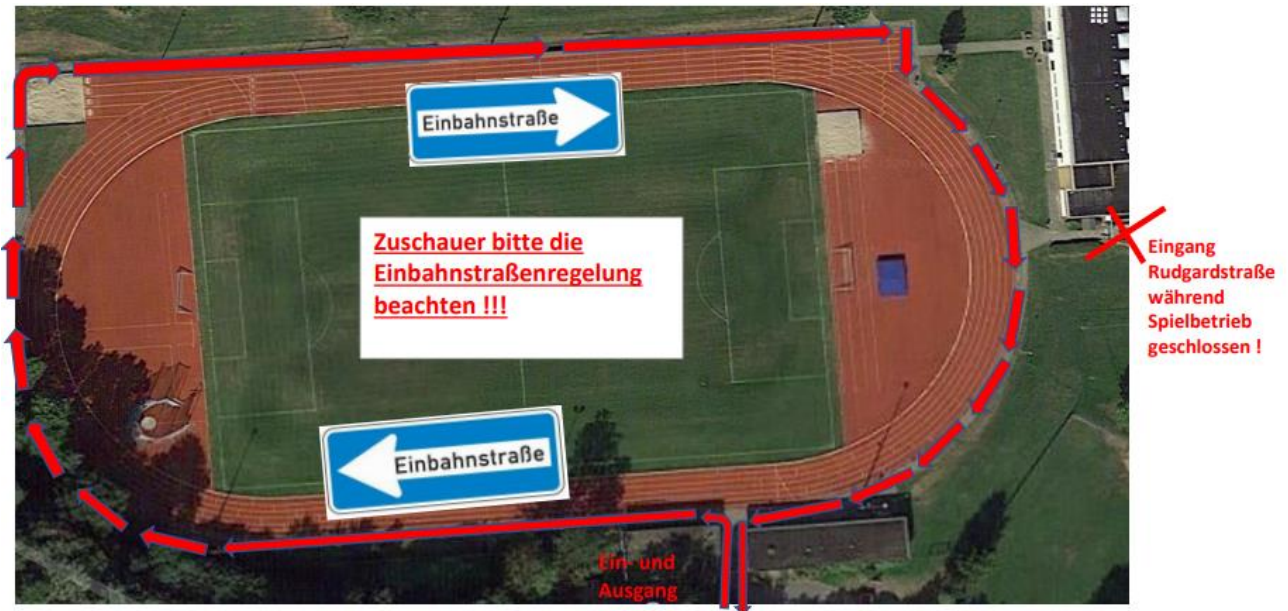 Einbahnstraße
Zuschauer bitte die
Einbahnstraßenregelung
beachten !!!
Eingang
Rudgardstraße
während
Spielbetrieb
geschlossen !
Einbahnstraße
Ein- und
Ausgang